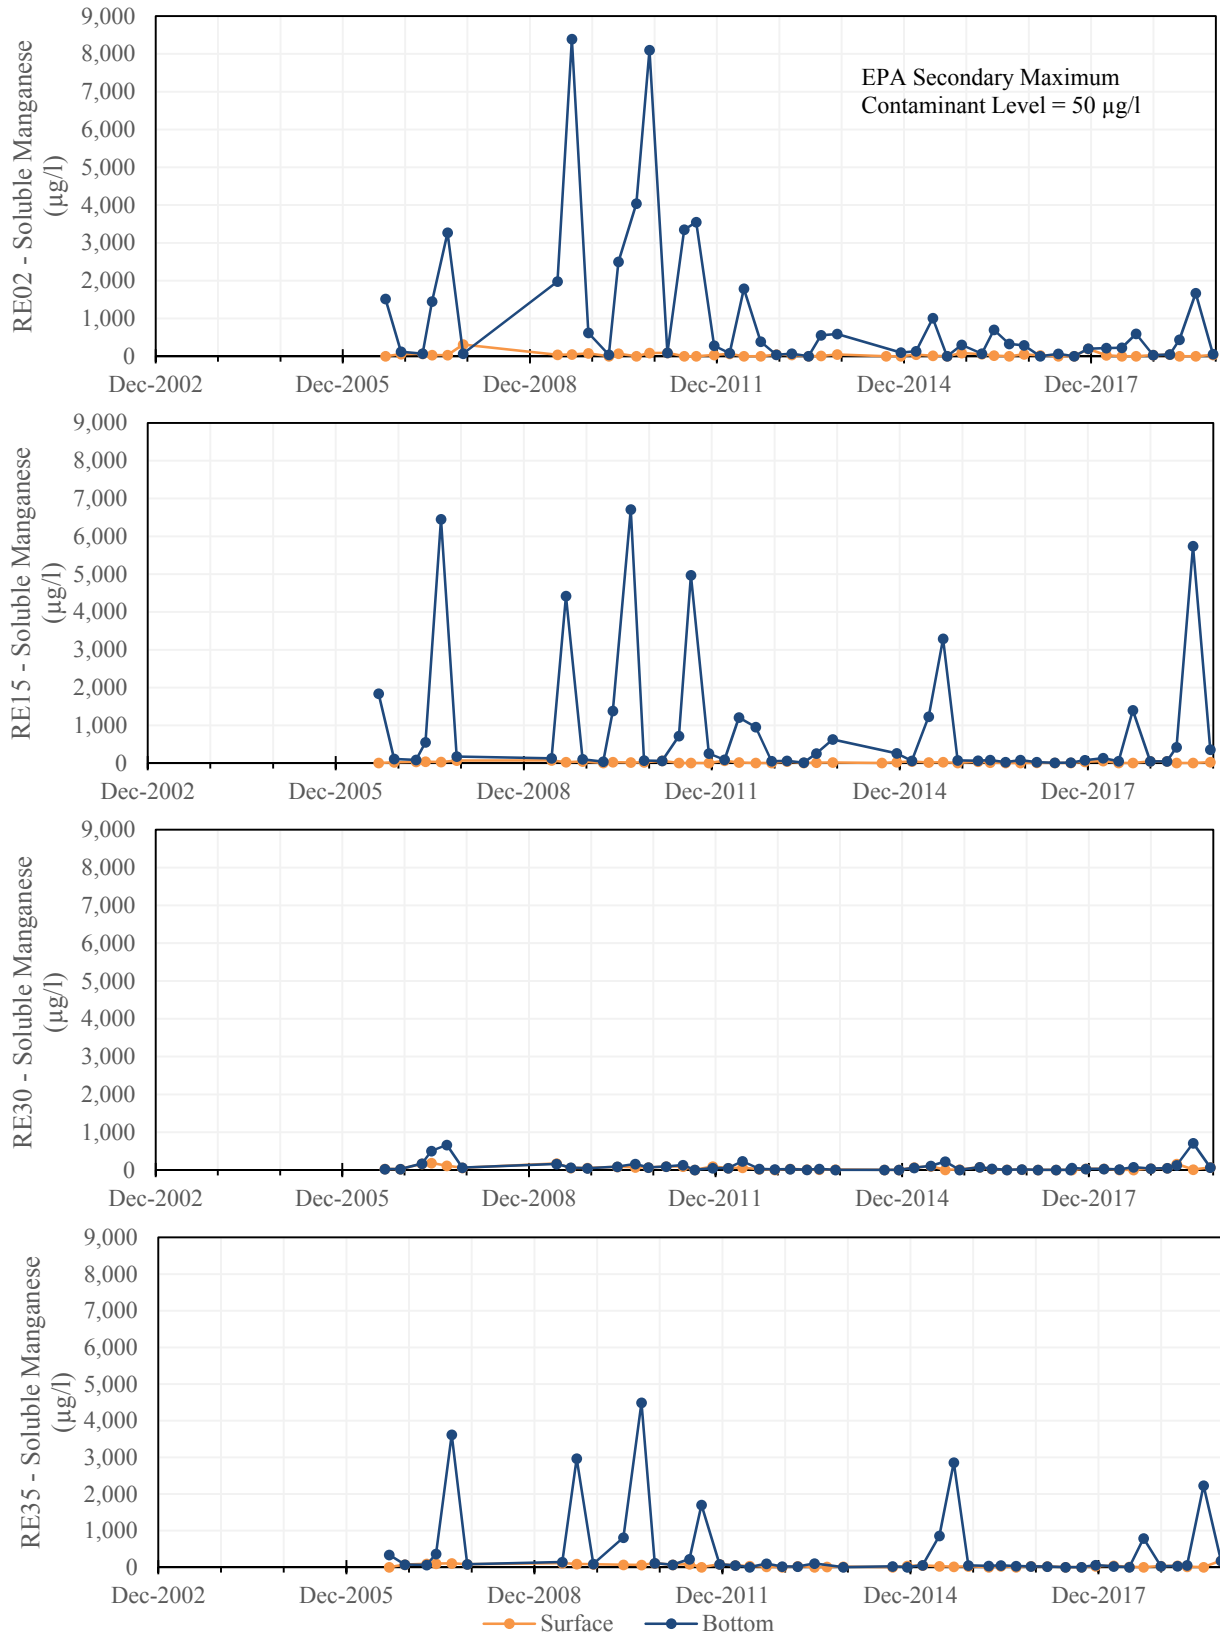 RE02 - Soluble Manganese
(µg/l)
9,000
8,000
7,000
6,000
5,000
4,000
3,000
2,000
1,000
0
EPA Secondary Maximum
Contaminant Level = 50 µg/l
Dec-2002 Dec-2005 Dec-2008 Dec-2011 Dec-2014 Dec-2017
RE15 - Soluble Manganese
(µg/l)
9,000
8,000
7,000
6,000
5,000
4,000
3,000
2,000
1,000
0
Dec-2002 Dec-2005 Dec-2008 Dec-2011 Dec-2014 Dec-2017
RE30 - Soluble Manganese
(µg/l)
9,000
8,000
7,000
6,000
5,000
4,000
3,000
2,000
1,000
0
Dec-2002 Dec-2005 Dec-2008 Dec-2011 Dec-2014 Dec-2017
RE35 - Soluble Manganese
(µg/l)
9,000
8,000
7,000
6,000
5,000
4,000
3,000
2,000
1,000
0
Dec-2002 Dec-2005 Dec-2008 Dec-2011 Dec-2014 Dec-2017
Surface Bottom